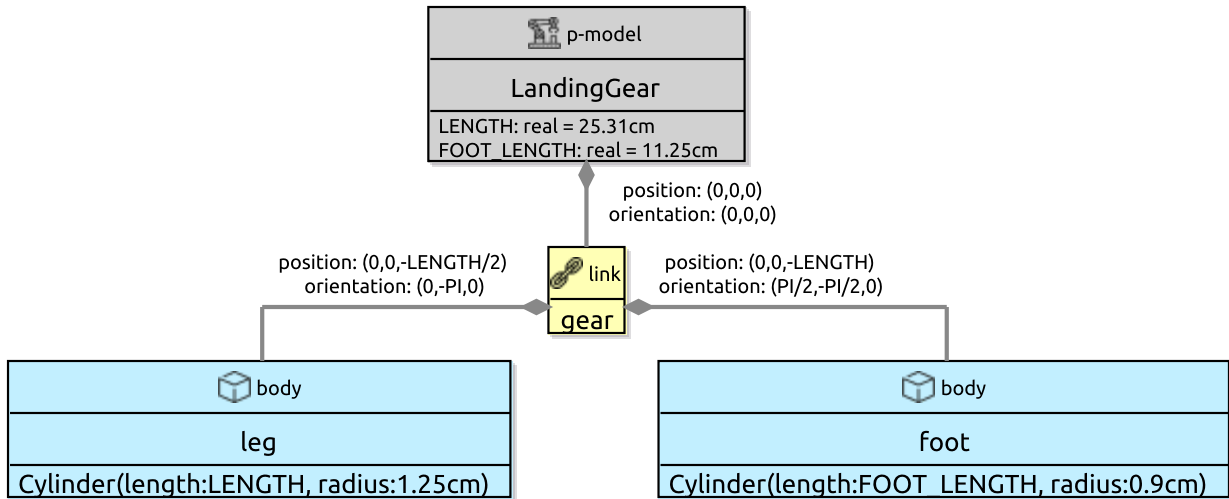 p-model
LandingGear
LENGTH: real = 25.31cm
FOOT_LENGTH: real = 11.25cm
position: (0,0,0)
orientation: (0,0,0)
position: (0,0,-LENGTH/2)
orientation: (0,-PI,0)
link
gear
position: (0,0,-LENGTH)
orientation: (PI/2,-PI/2,0)
body
leg
Cylinder(length:LENGTH, radius:1.25cm)
body
foot
Cylinder(length:FOOT_LENGTH, radius:0.9cm)